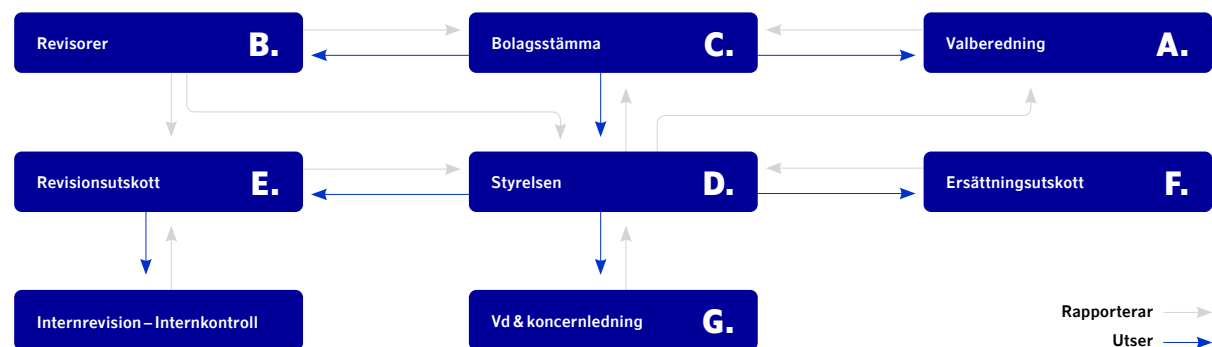 Revisorer B.
Bolagsstämma C.
Valberedning A.
Revisionsutskott E.
Styrelsen D.
Ersättningsutskott F.
Internrevision – Internkontroll
Vd & koncernledning G.
Rapporterar
Utser